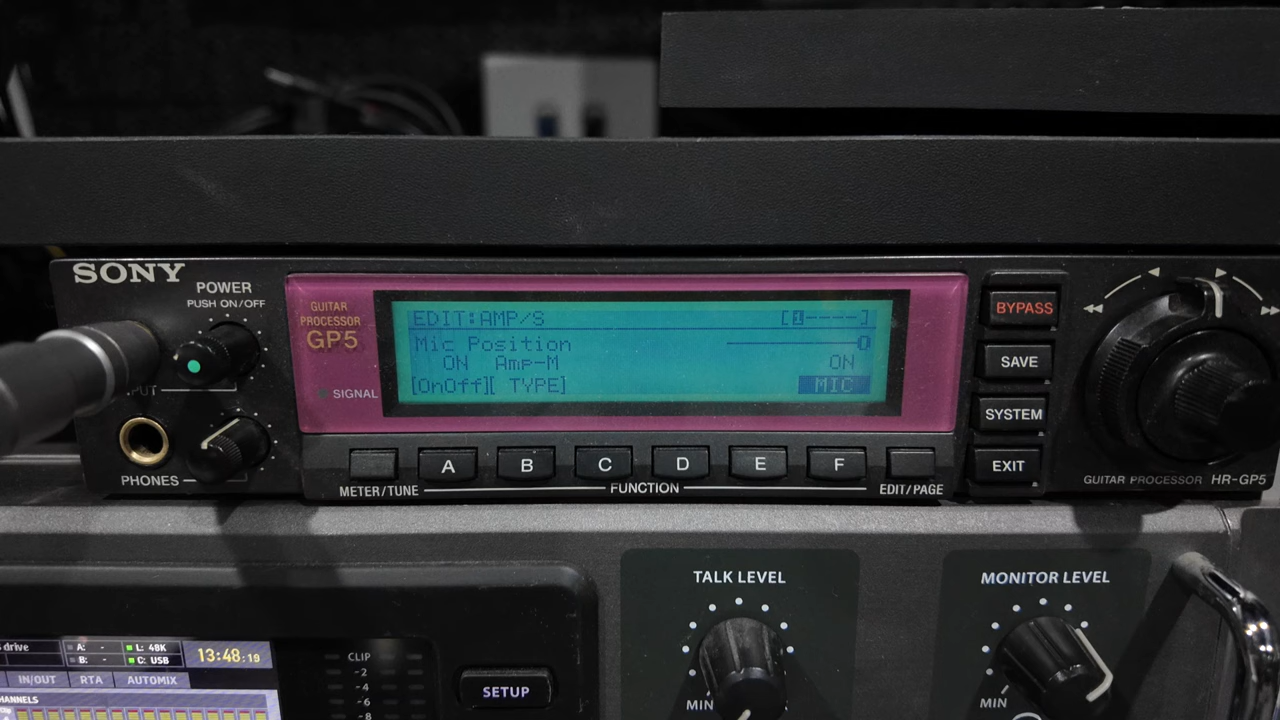 SONY
POWER
PUSH ON/OFF
PHONES
GUITAR
PROCESSOR
GP5
SIGNAL
EDIT:AMP/S [1----]
Mic Position
ON Amp-M ON
[OnOff][ TYPE] MIC
METER/TUNE
A B C D E F
FUNCTION
EDIT/PAGE
BYPASS
SAVE
SYSTEM
EXIT
GUITAR PROCESSOR HR-GP5
drive
A: - L: 48K
B: - C: USB
13:48:19
IN/OUT RTA AUTOMIX
CLIP
-2
-4
-6
-8
SETUP
TALK LEVEL
MIN
MONITOR LEVEL
MIN